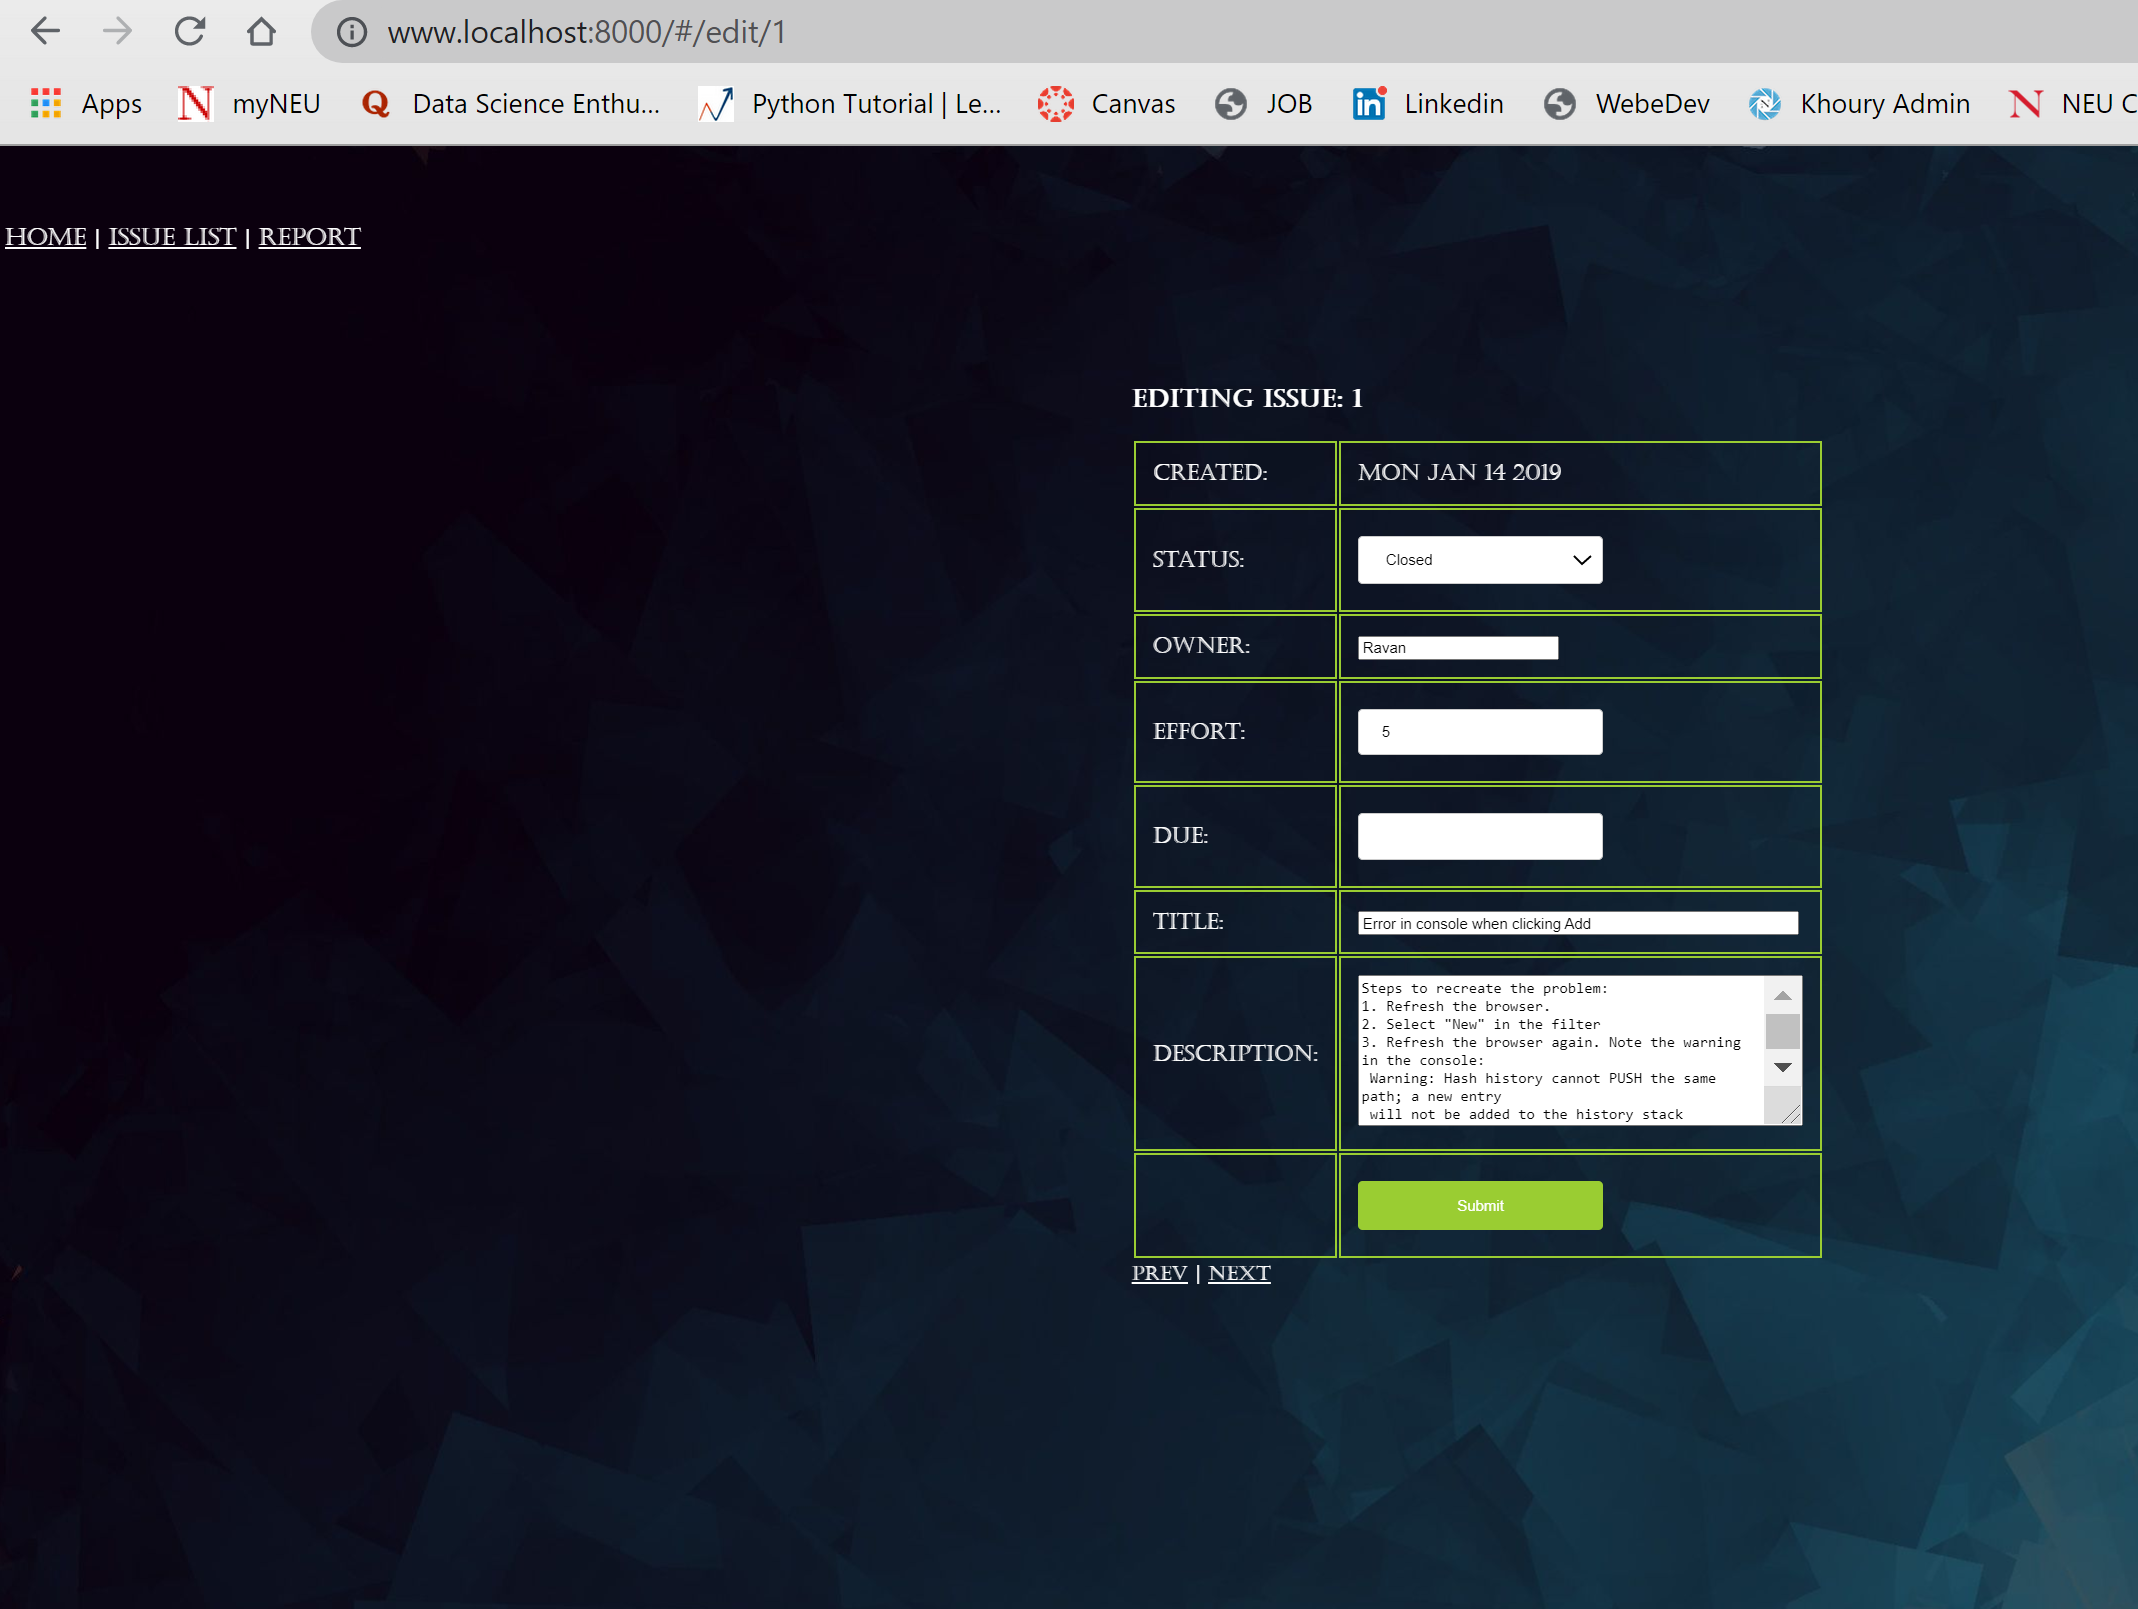 www.localhost:8000/#/edit/1
Apps myNEU Data Science Enthu... Python Tutorial | Le... Canvas JOB Linkedin WebeDev Khoury Admin NEU C
HOME | ISSUE LIST | REPORT
EDITING ISSUE: 1
CREATED: MON JAN 14 2019
STATUS: Closed
OWNER: Ravan
EFFORT: 5
DUE:
TITLE: Error in console when clicking Add
DESCRIPTION:
Steps to recreate the problem:
1. Refresh the browser.
2. Select "New" in the filter
3. Refresh the browser again. Note the warning
in the console:
Warning: Hash history cannot PUSH the same
path; a new entry
will not be added to the history stack
Submit
PREV | NEXT